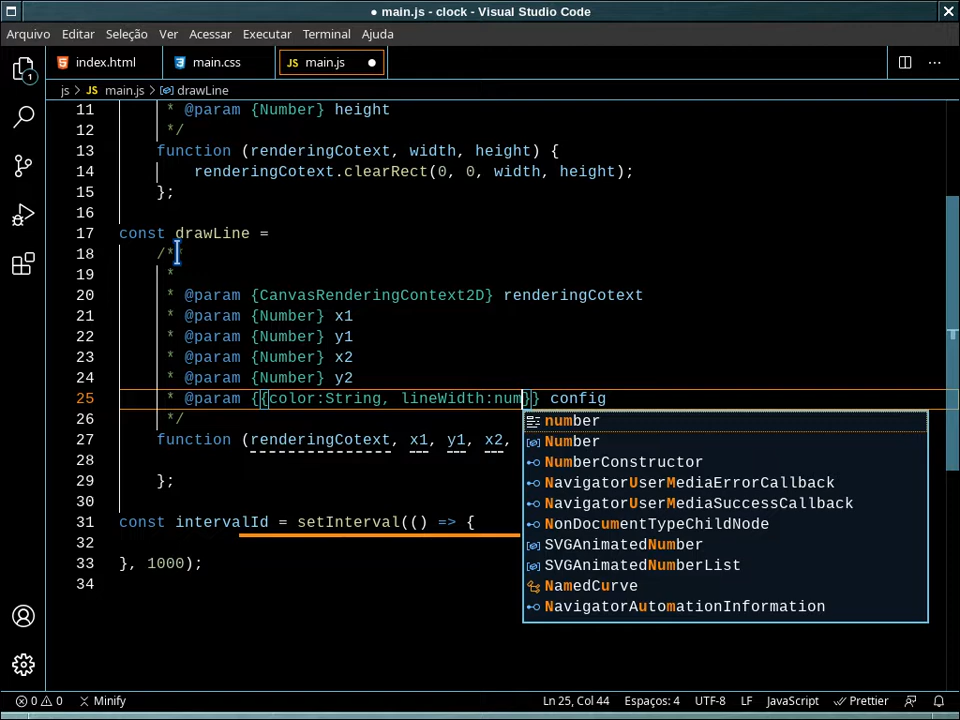 ● main.js - clock - Visual Studio Code
Arquivo Editar Seleção Ver Acessar Executar Terminal Ajuda
1
index.html
main.css
JS main.js ●
js > JS main.js > drawLine
11 * @param {Number} height
12 */
13 function (renderingCotext, width, height) {
14 renderingCotext.clearRect(0, 0, width, height);
15 };
16
17 const drawLine =
18 /**
19 *
20 * @param {CanvasRenderingContext2D} renderingCotext
21 * @param {Number} x1
22 * @param {Number} y1
23 * @param {Number} x2
24 * @param {Number} y2
25 * @param {{color:String, lineWidth:num}} config
26 */
27 function (renderingCotext, x1, y1, x2,
28
29 };
30
31 const intervalId = setInterval(() => {
32
33 }, 1000);
34
number
Number
NumberConstructor
NavigatorUserMediaErrorCallback
NavigatorUserMediaSuccessCallback
NonDocumentTypeChildNode
SVGAnimatedNumber
SVGAnimatedNumberList
NamedCurve
NavigatorAutomationInformation
0 0 Minify Ln 25, Col 44 Espaços: 4 UTF-8 LF JavaScript Prettier